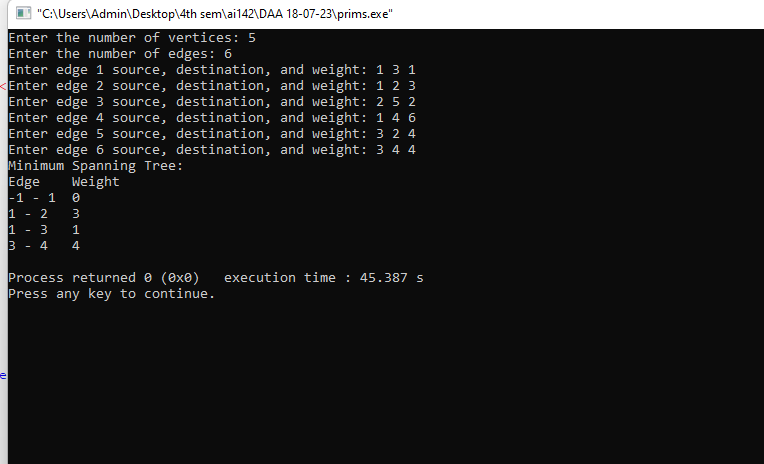 "C:\Users\Admin\Desktop\4th sem\ai142\DAA 18-07-23\prims.exe"
Enter the number of vertices: 5
Enter the number of edges: 6
Enter edge 1 source, destination, and weight: 1 3 1
<Enter edge 2 source, destination, and weight: 1 2 3
Enter edge 3 source, destination, and weight: 2 5 2
Enter edge 4 source, destination, and weight: 1 4 6
Enter edge 5 source, destination, and weight: 3 2 4
Enter edge 6 source, destination, and weight: 3 4 4
Minimum Spanning Tree:
Edge    Weight
-1 - 1  0
1 - 2   3
1 - 3   1
3 - 4   4
Process returned 0 (0x0)   execution time : 45.387 s
Press any key to continue.
e